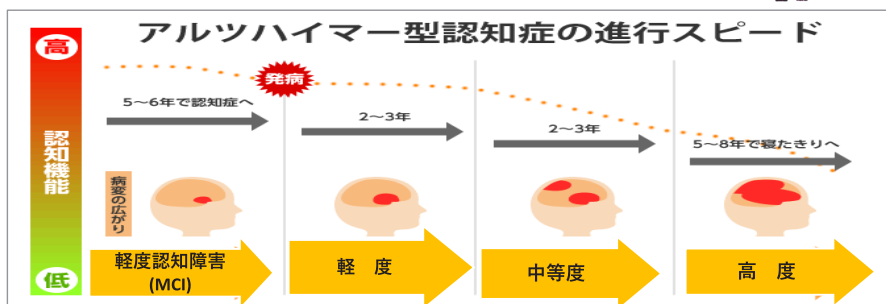 アルツハイマー型認知症の進行スピード
高
認知機能
低
発病
5〜6年で認知症へ
2〜3年
2〜3年
5〜8年で寝たきりへ
病変の広がり
軽度認知障害
(MCI)
軽 度
中等度
高 度